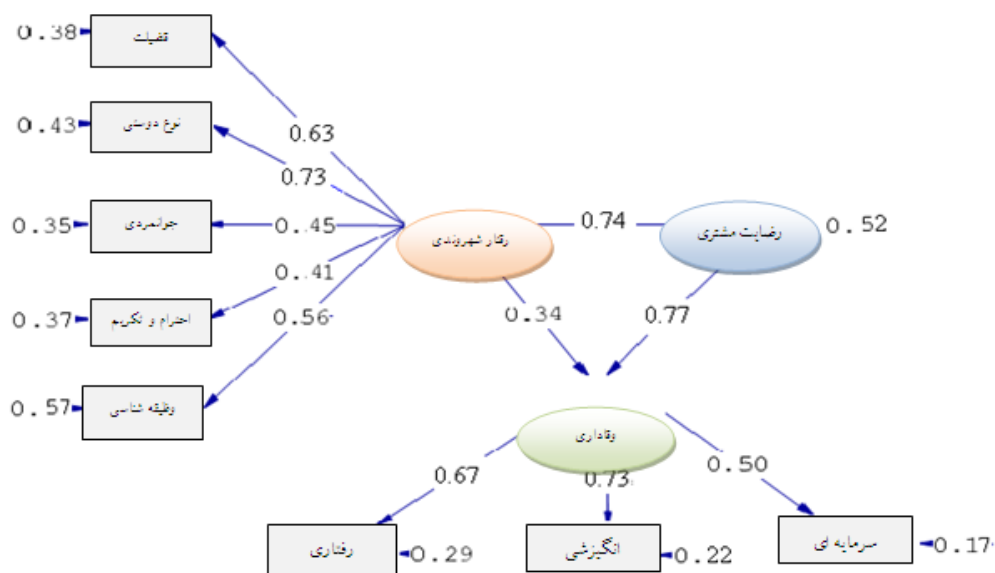 0.38 فضیلت
0.63
0.43 نوع دوستی
0.73
0.35 جوانمردی
0.45
رفتار شهروندی
0.74
رضایت مشتری
0.52
0.41
0.37 احترام و تکریم
0.56
0.34
0.77
0.57 وظیفه شناسی
وفاداری
0.67
0.73
0.50
رفتاری 0.29
انگیزشی 0.22
سرمایه ای 0.17